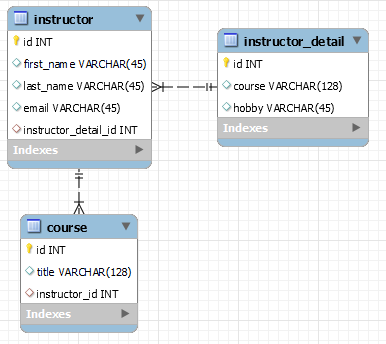 instructor
id INT
first_name VARCHAR(45)
last_name VARCHAR(45)
email VARCHAR(45)
instructor_detail_id INT
Indexes
instructor_detail
id INT
course VARCHAR(128)
hobby VARCHAR(45)
Indexes
course
id INT
title VARCHAR(128)
instructor_id INT
Indexes